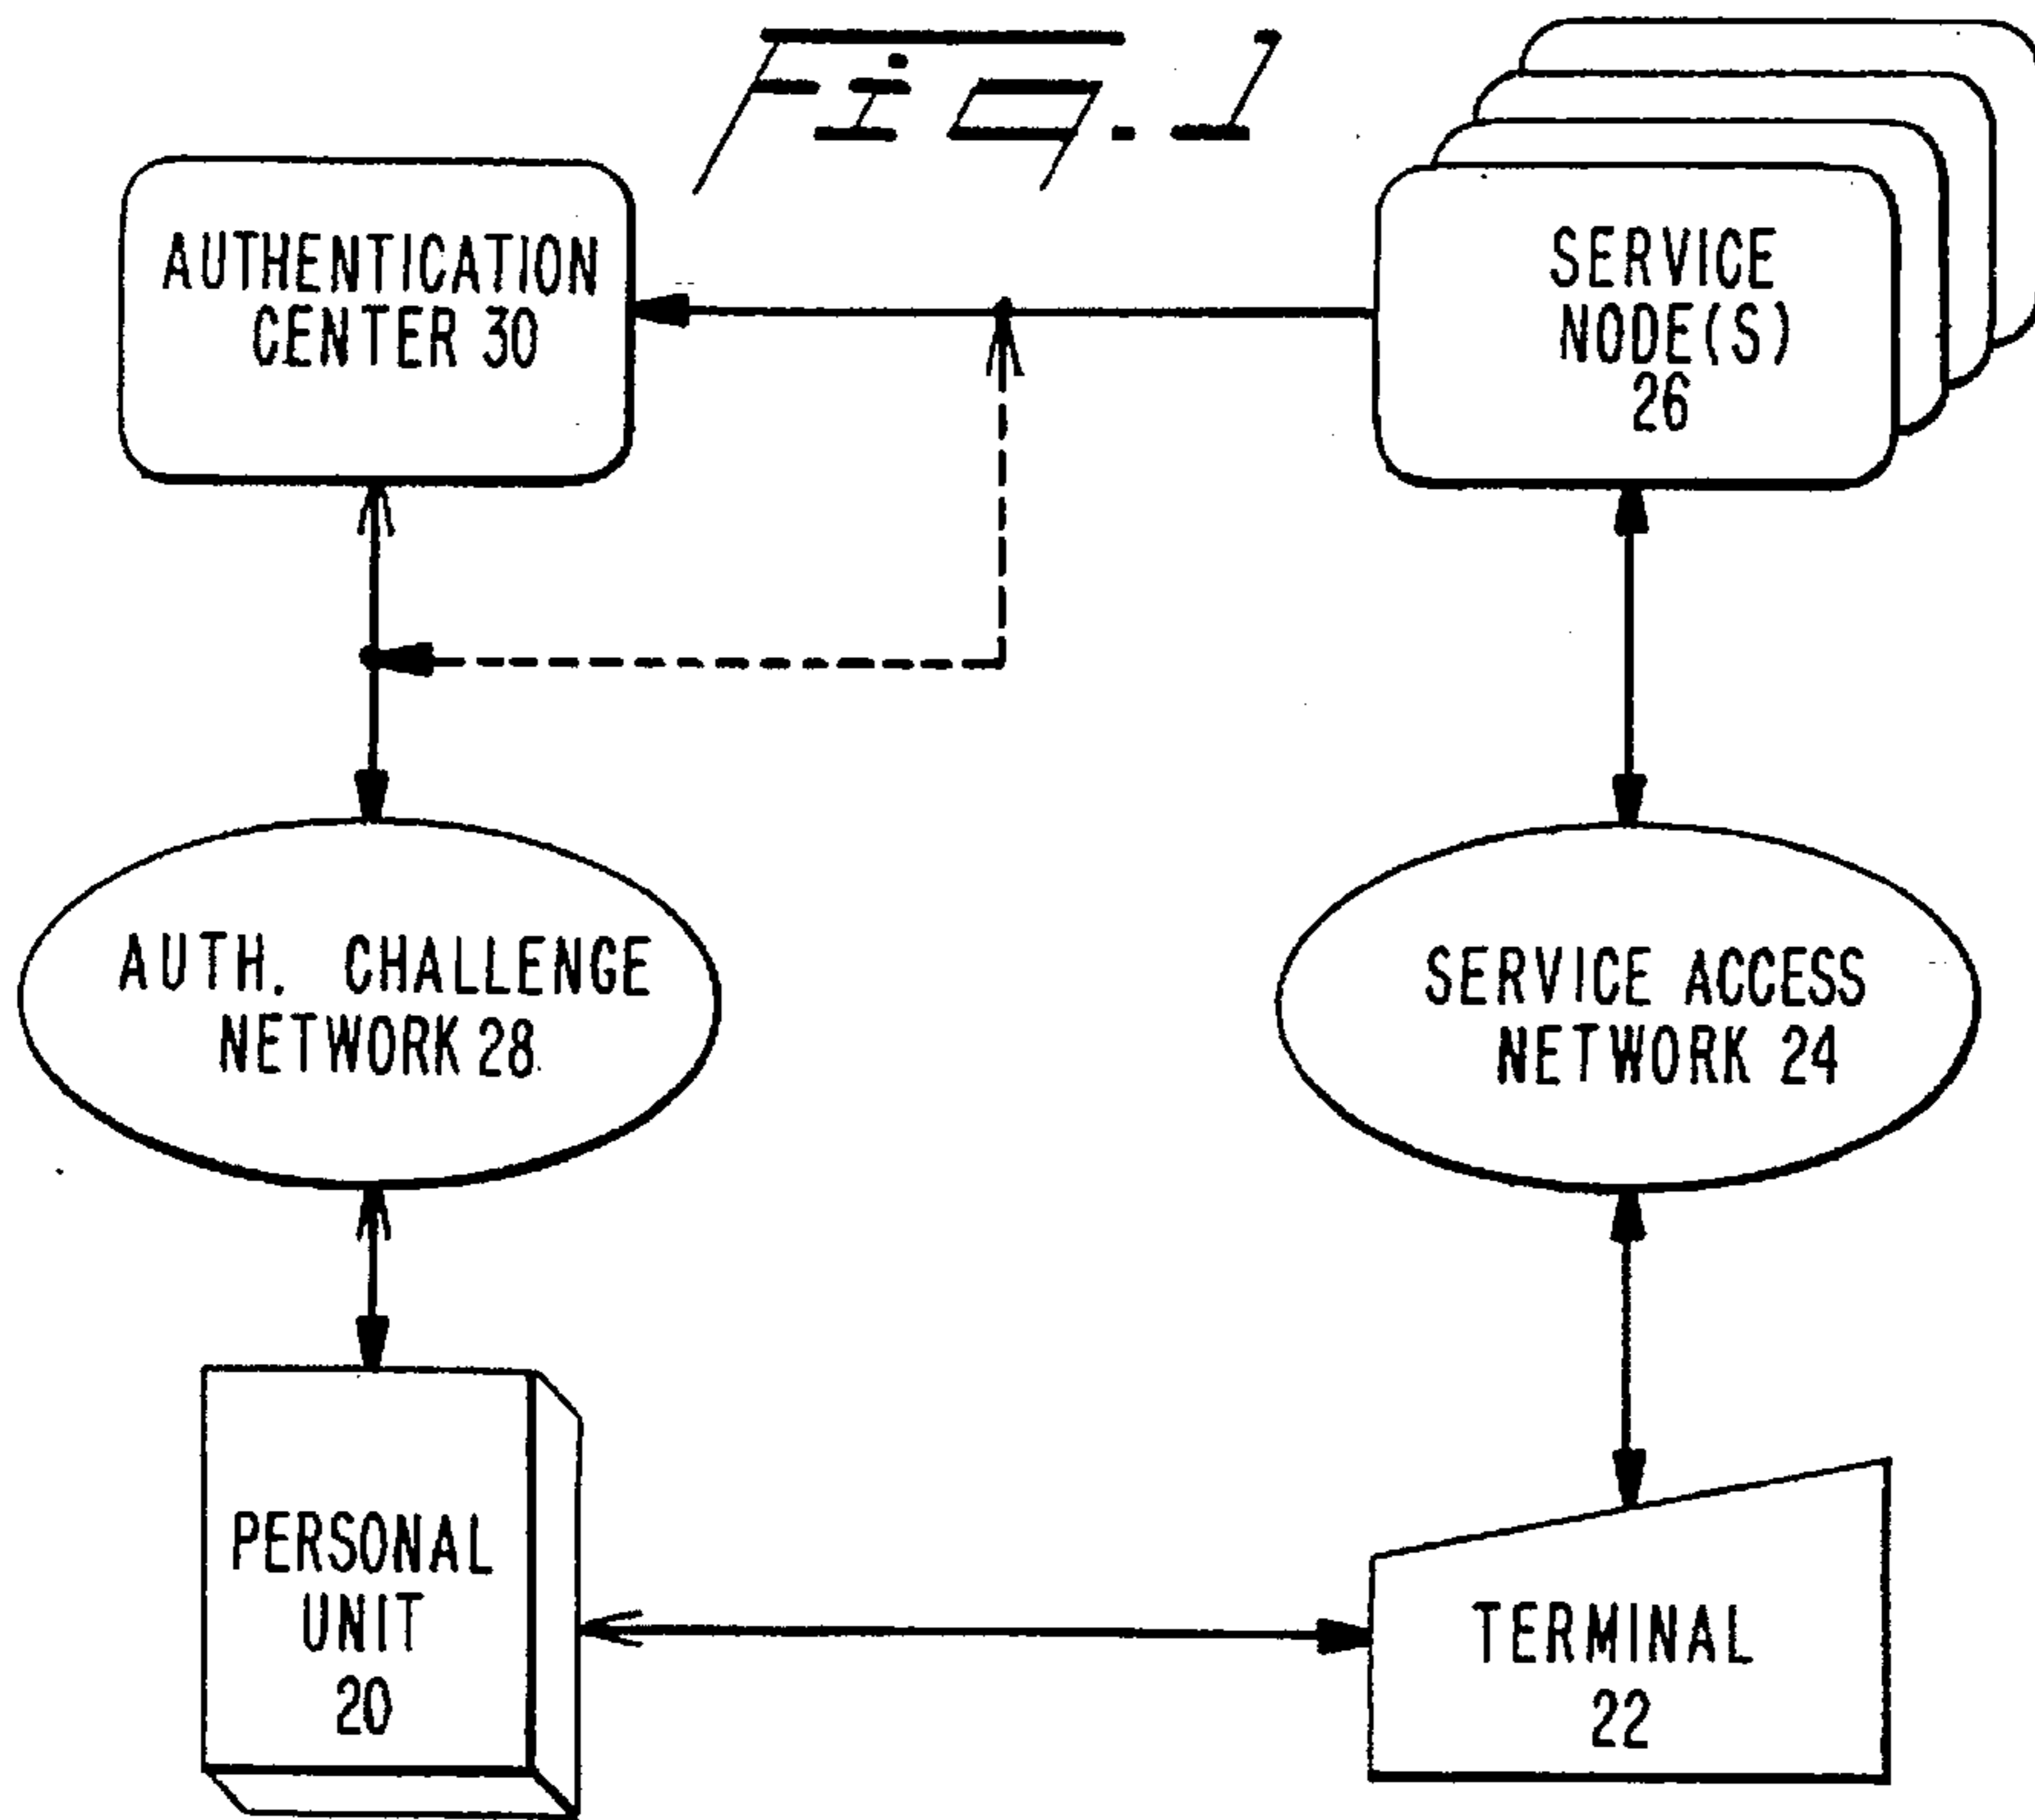 Fig. 1
AUTHENTICATION
CENTER 30
SERVICE
NODE(S)
26
AUTH. CHALLENGE
NETWORK 28
SERVICE ACCESS
NETWORK 24
PERSONAL
UNIT
20
TERMINAL
22